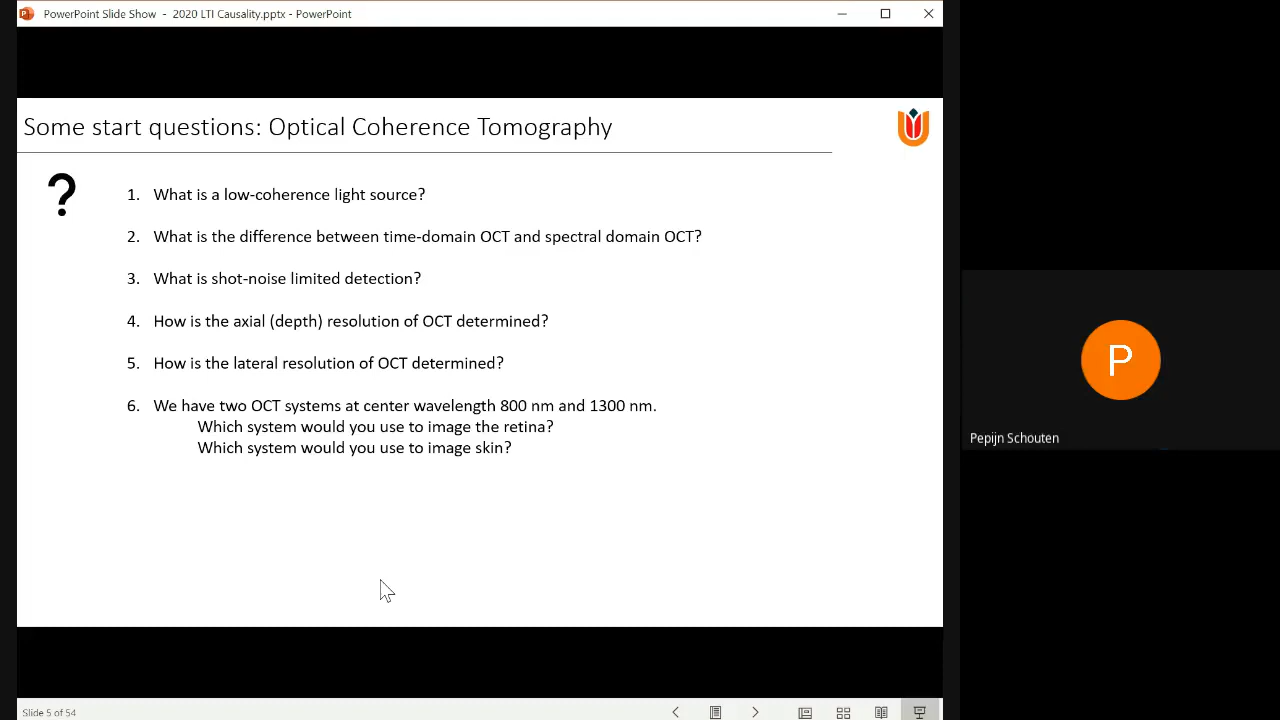 PowerPoint Slide Show - 2020 LTI Causality.pptx - PowerPoint
Some start questions: Optical Coherence Tomography
?
1. What is a low-coherence light source?
2. What is the difference between time-domain OCT and spectral domain OCT?
3. What is shot-noise limited detection?
4. How is the axial (depth) resolution of OCT determined?
5. How is the lateral resolution of OCT determined?
6. We have two OCT systems at center wavelength 800 nm and 1300 nm.
Which system would you use to image the retina?
Which system would you use to image skin?
P
Pepijn Schouten
Slide 5 of 54